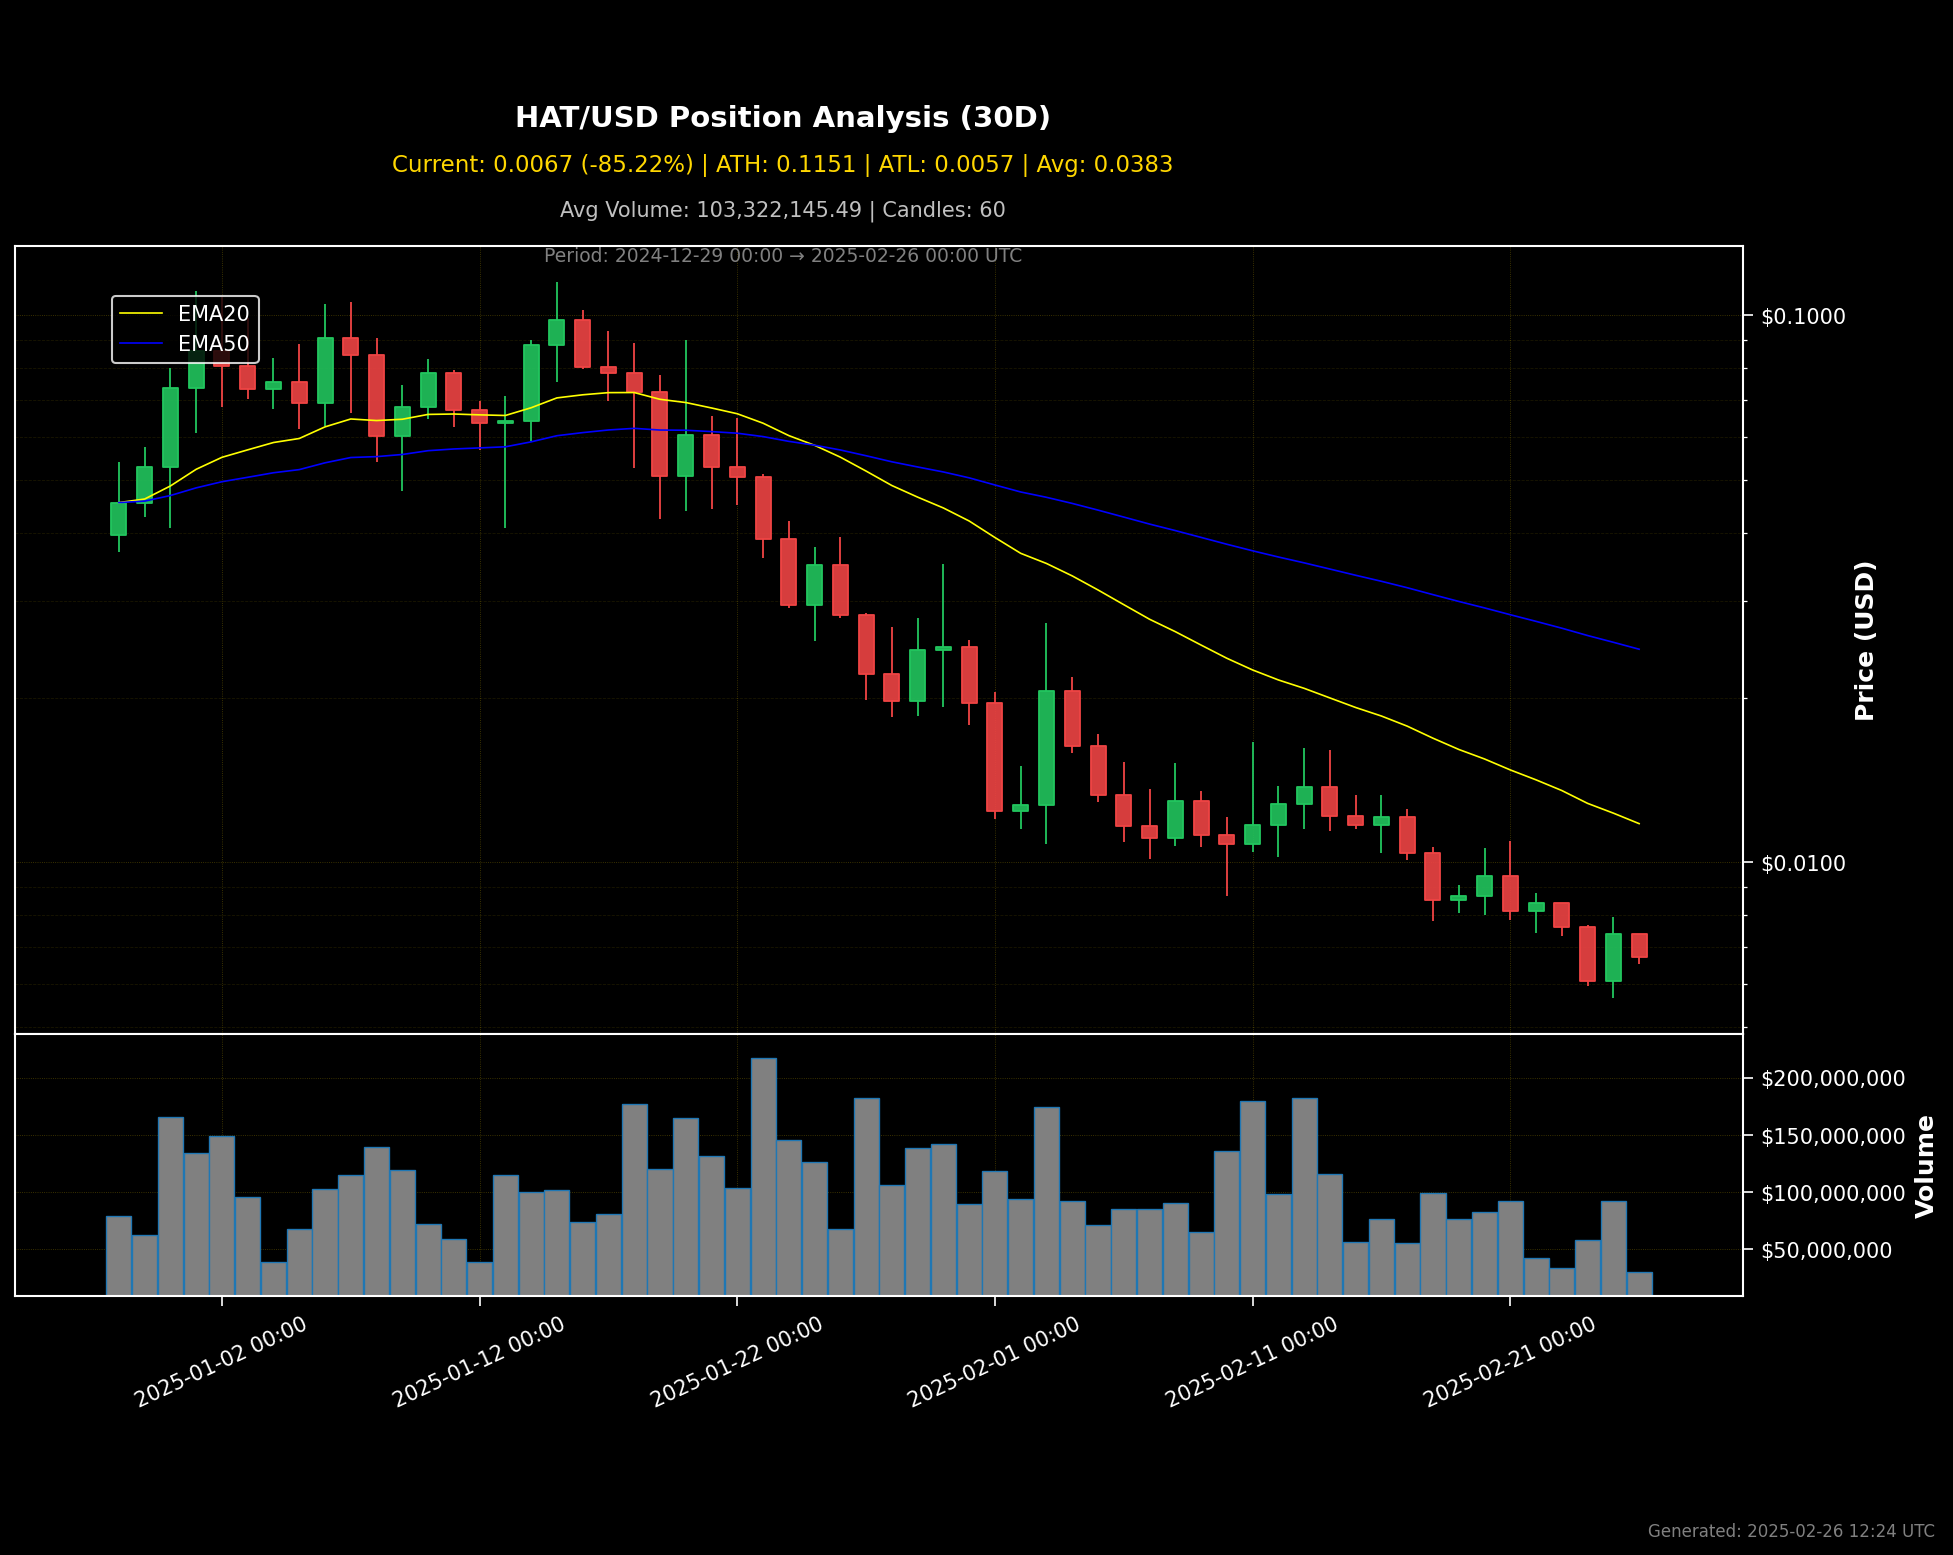 HAT/USD Position Analysis (30D)
Current: 0.0067 (-85.22%) | ATH: 0.1151 | ATL: 0.0057 | Avg: 0.0383
Avg Volume: 103,322,145.49 | Candles: 60
Period: 2024-12-29 00:00 → 2025-02-26 00:00 UTC
EMA20
EMA50
$0.1000
$0.0100
Price (USD)
$200,000,000
$150,000,000
$100,000,000
$50,000,000
Volume
2025-01-02 00:00
2025-01-12 00:00
2025-01-22 00:00
2025-02-01 00:00
2025-02-11 00:00
2025-02-21 00:00
Generated: 2025-02-26 12:24 UTC